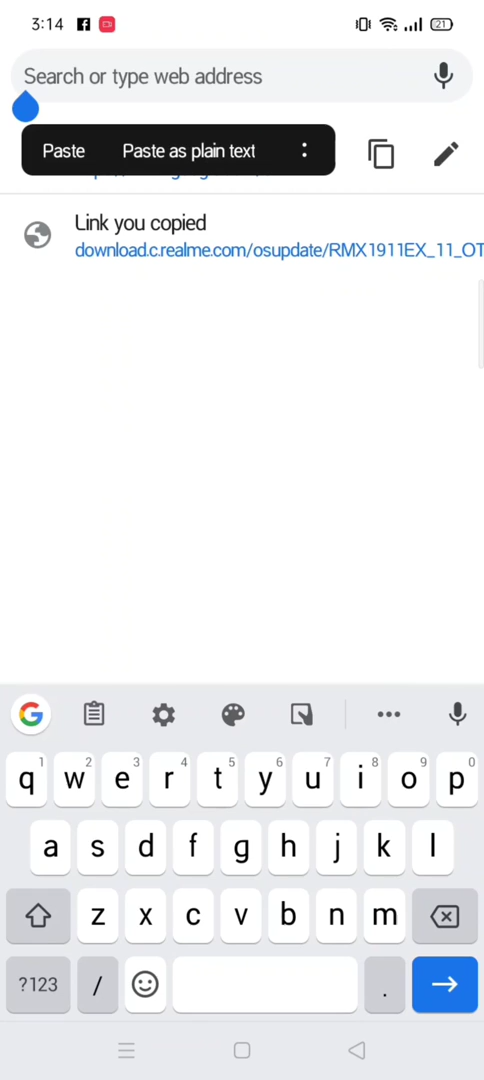 3:14
21
Search or type web address
Paste Paste as plain text
Link you copied
download.c.realme.com/osupdate/RMX1911EX_11_OT
1 2 3 4 5 6 7 8 9 0
q w e r t y u i o p
a s d f g h j k l
z x c v b n m
?123 / .